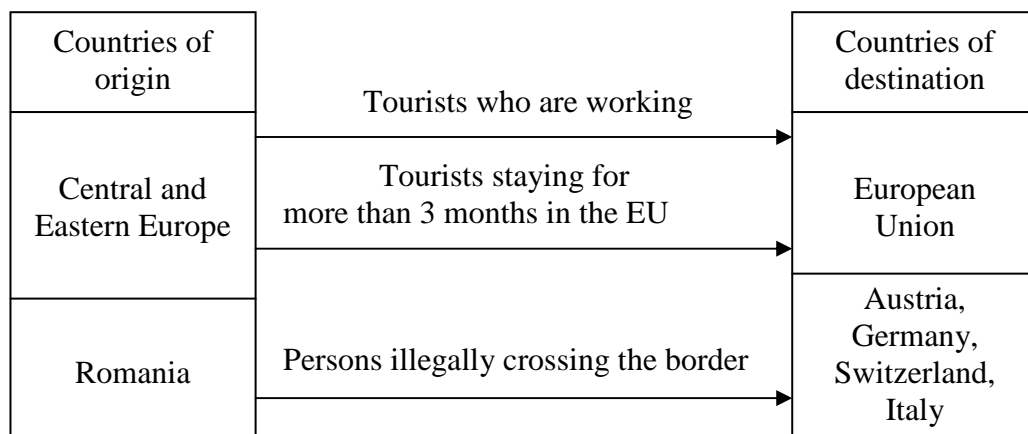 Countries of
origin
Countries of
destination
Tourists who are working
Central and
Eastern Europe
Tourists staying for
more than 3 months in the EU
European
Union
Romania
Persons illegally crossing the border
Austria,
Germany,
Switzerland,
Italy